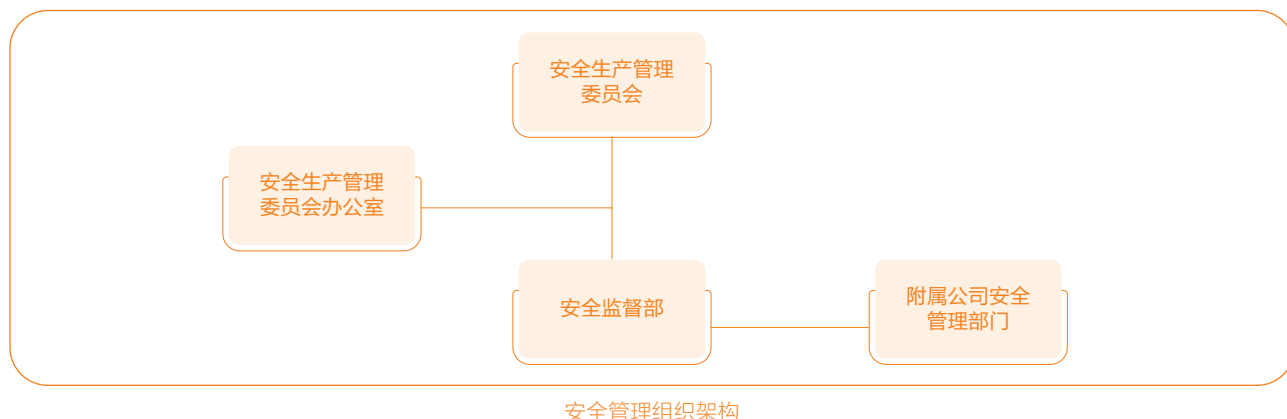 安全生产管理
委员会
安全生产管理
委员会办公室
安全监督部
附属公司安全
管理部门
安全管理组织架构